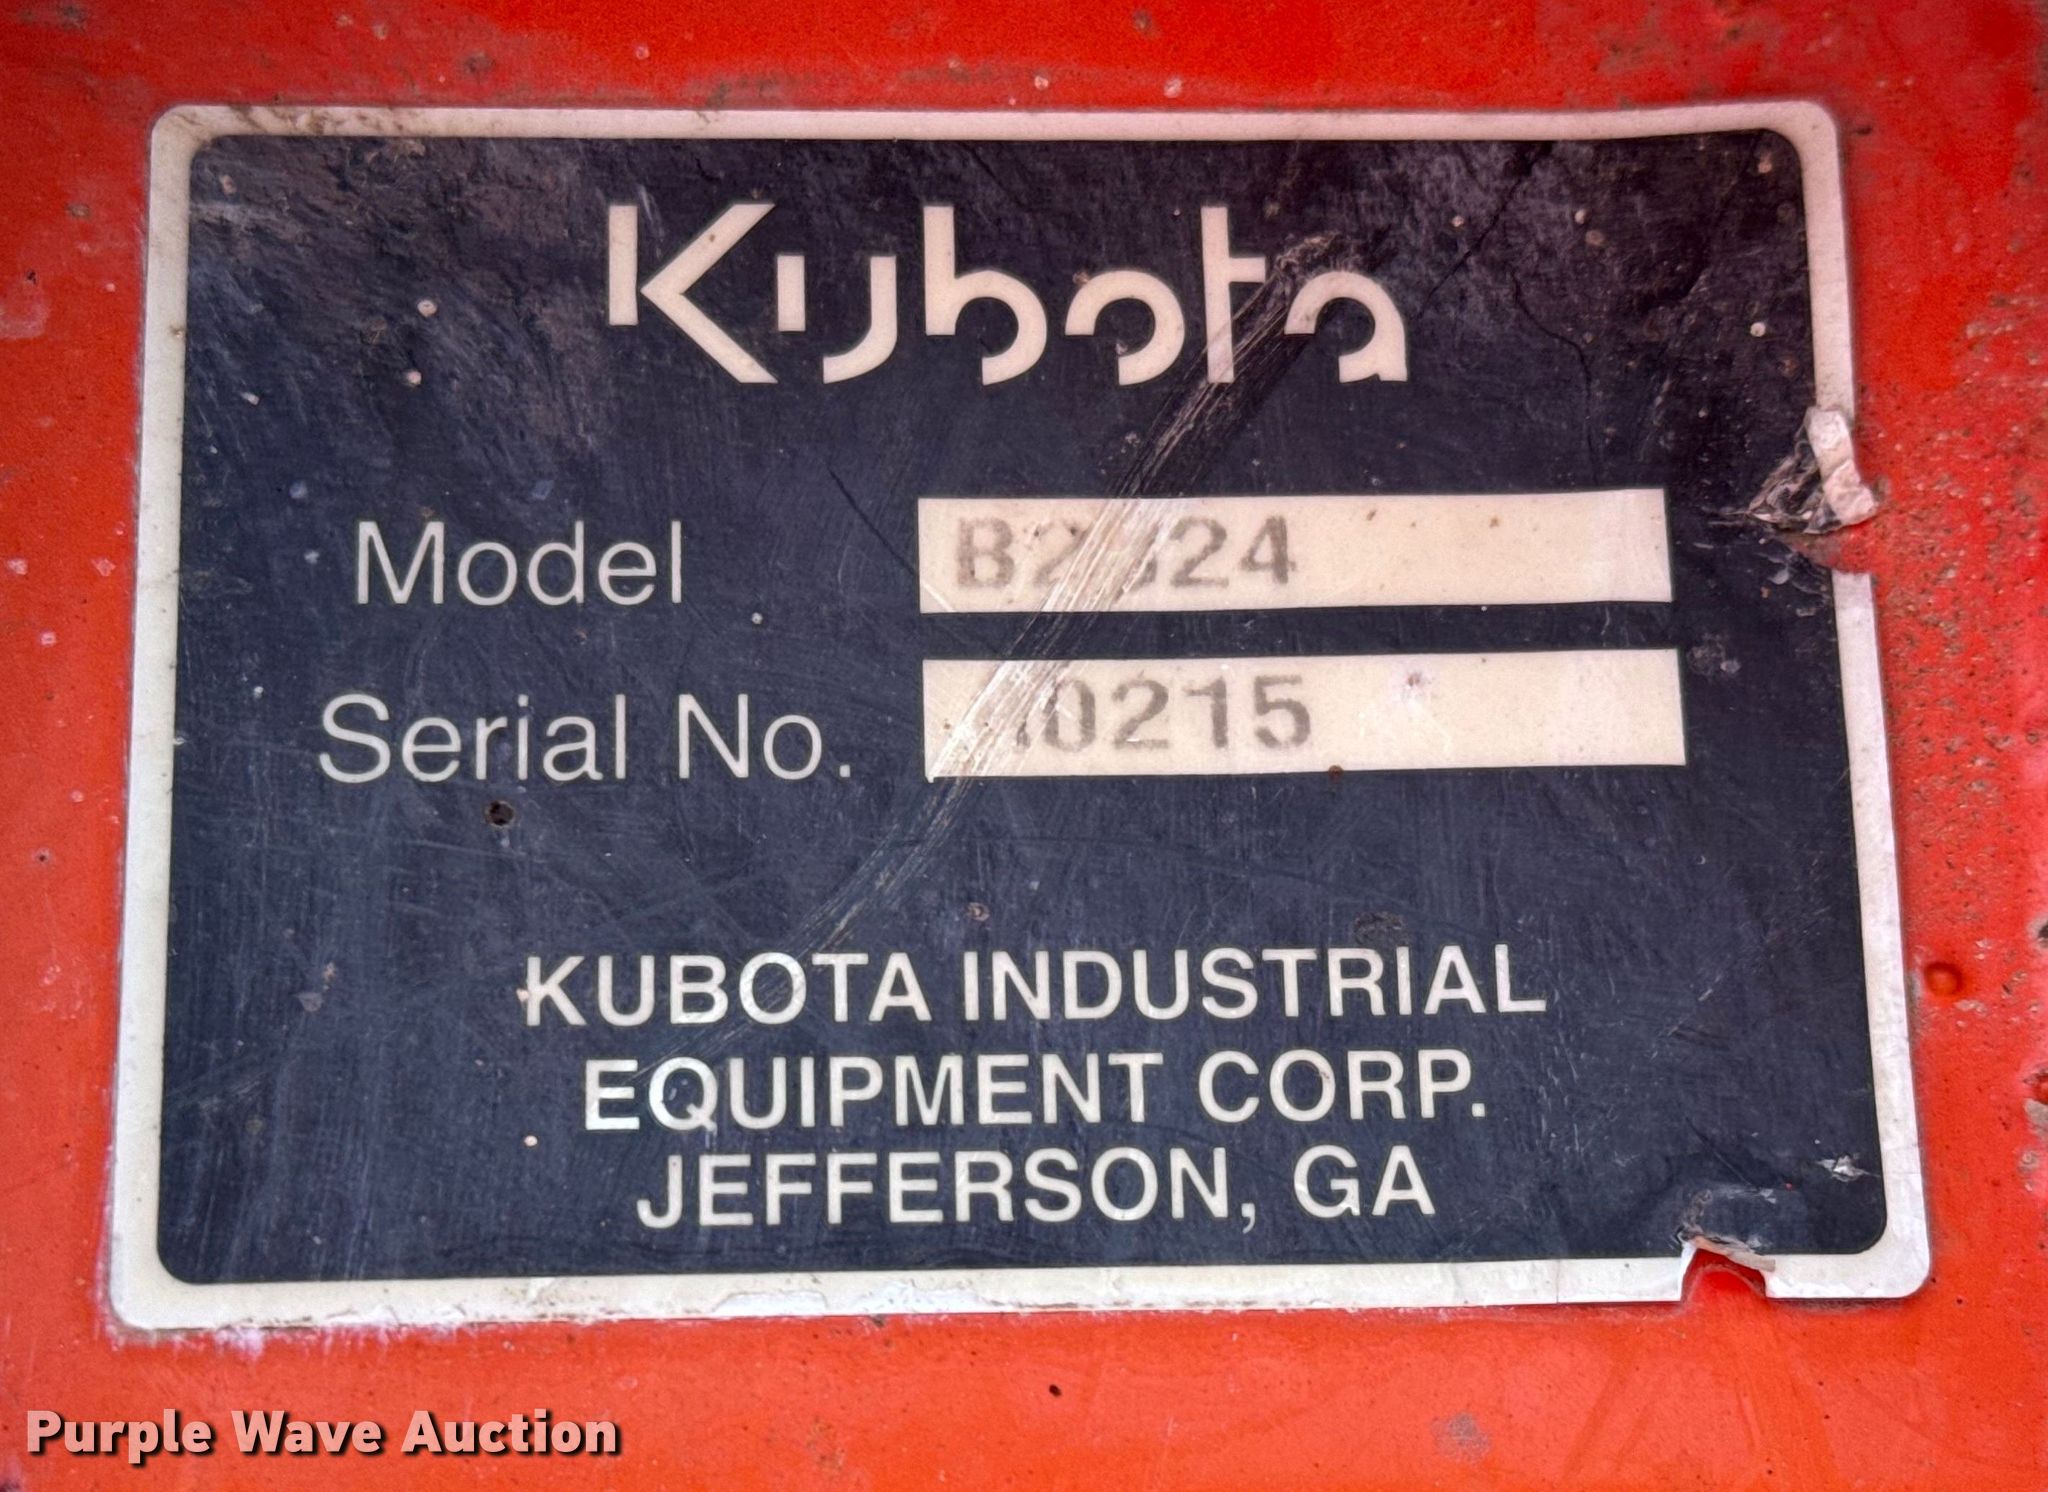 Kubota
Model
Serial No.
KUBOTA INDUSTRIAL
EQUIPMENT CORP.
JEFFERSON, GA
Purple Wave Auction